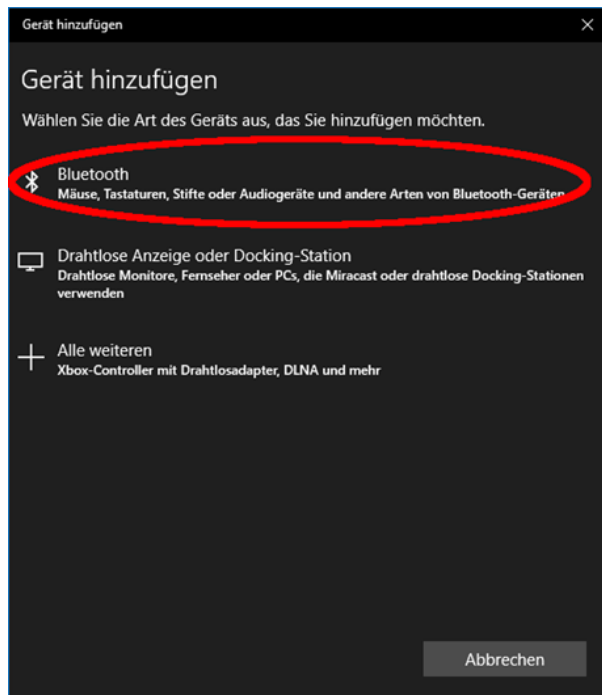 Gerät hinzufügen
Gerät hinzufügen
Wählen Sie die Art des Geräts aus, das Sie hinzufügen möchten.
Bluetooth
Mäuse, Tastaturen, Stifte oder Audiogeräte und andere Arten von Bluetooth-Geräten
Drahtlose Anzeige oder Docking-Station
Drahtlose Monitore, Fernseher oder PCs, die Miracast oder drahtlose Docking-Stationen
verwenden
Alle weiteren
Xbox-Controller mit Drahtlosadapter, DLNA und mehr
Abbrechen